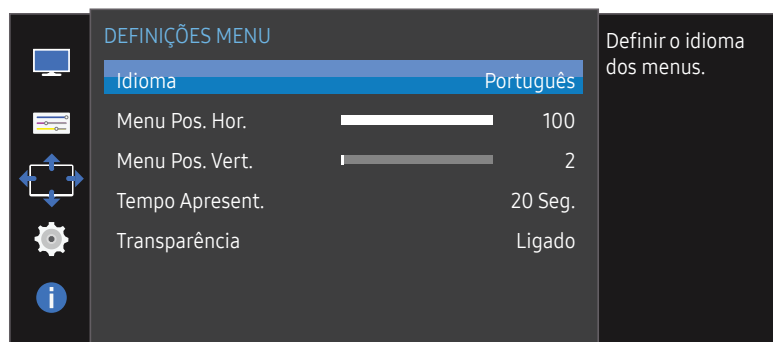 DEFINIÇÕES MENU
Idioma Português
Menu Pos. Hor. 100
Menu Pos. Vert. 2
Tempo Apresent. 20 Seg.
Transparência Ligado
Definir o idioma
dos menus.